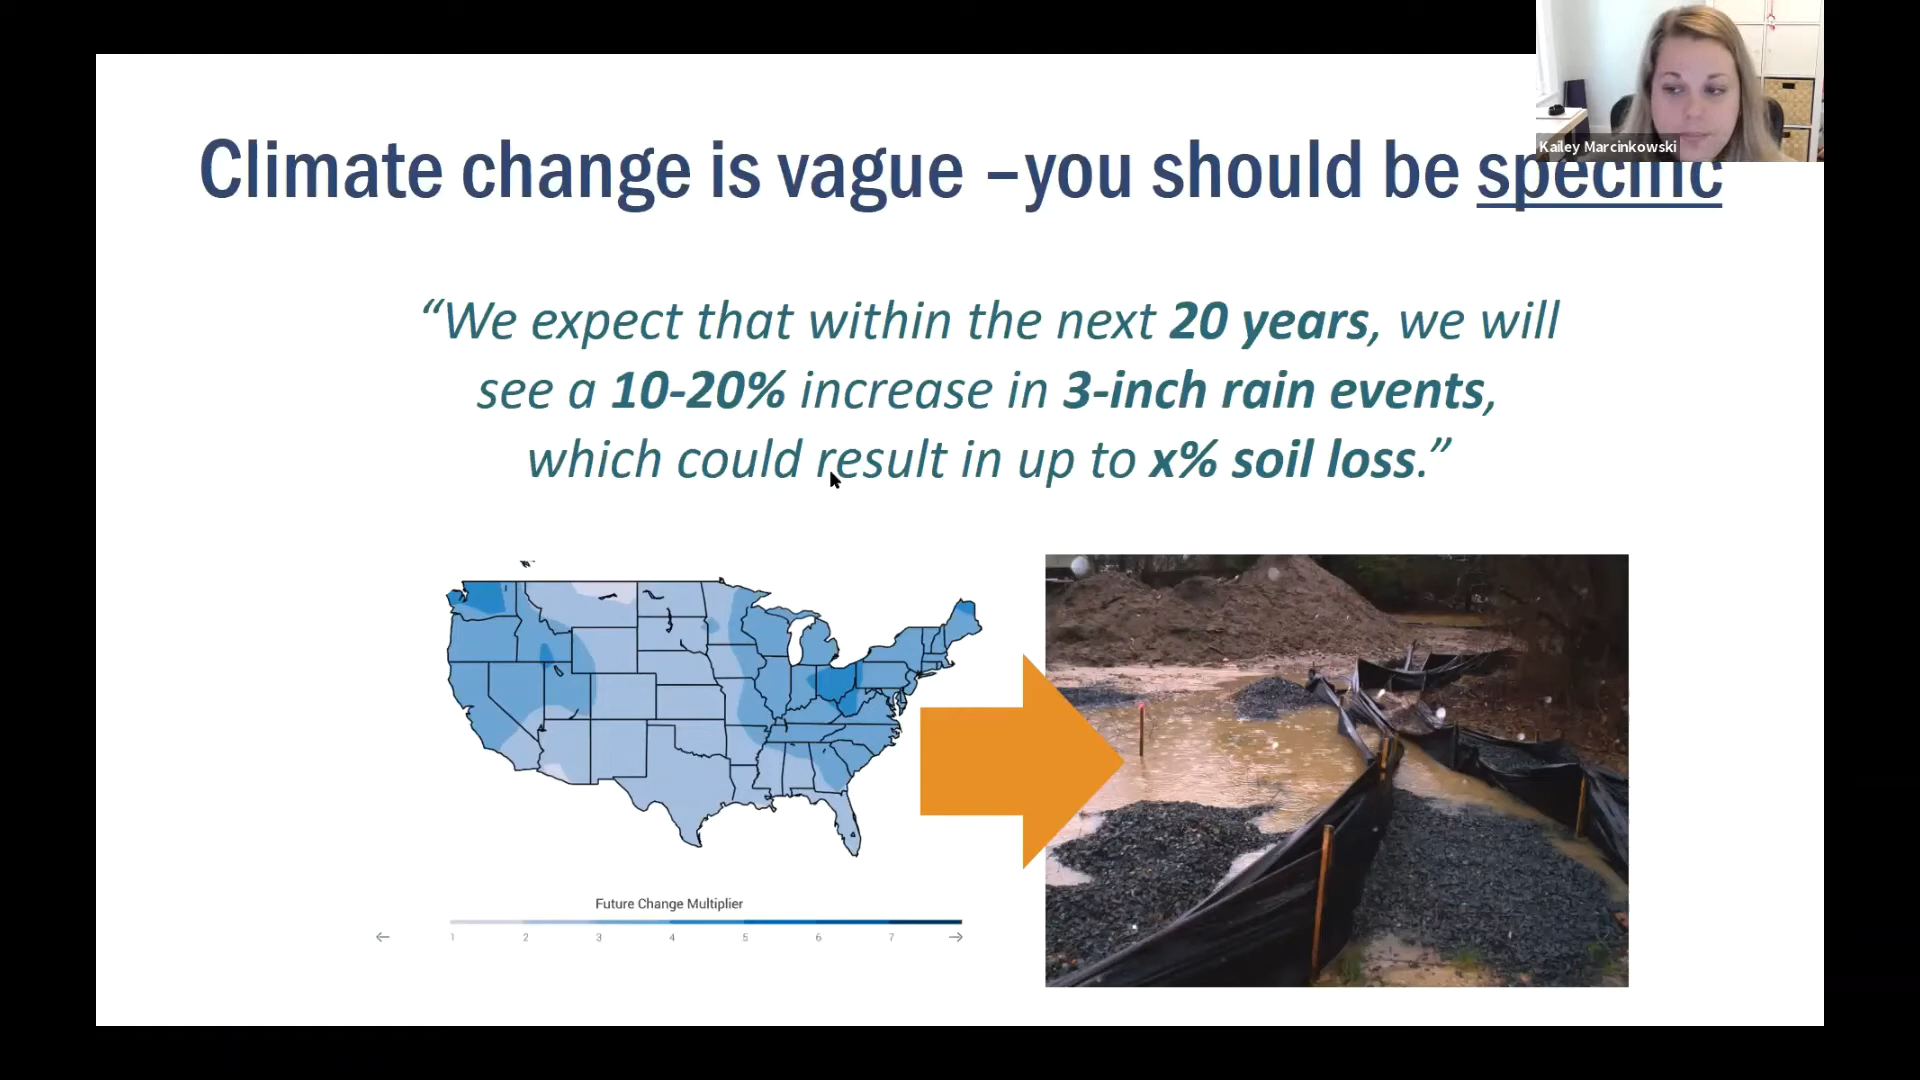 Kailey Marcinkowski
Climate change is vague –you should be specific
“We expect that within the next 20 years, we will
see a 10-20% increase in 3-inch rain events,
which could result in up to x% soil loss.”
Future Change Multiplier
1 2 3 4 5 6 7